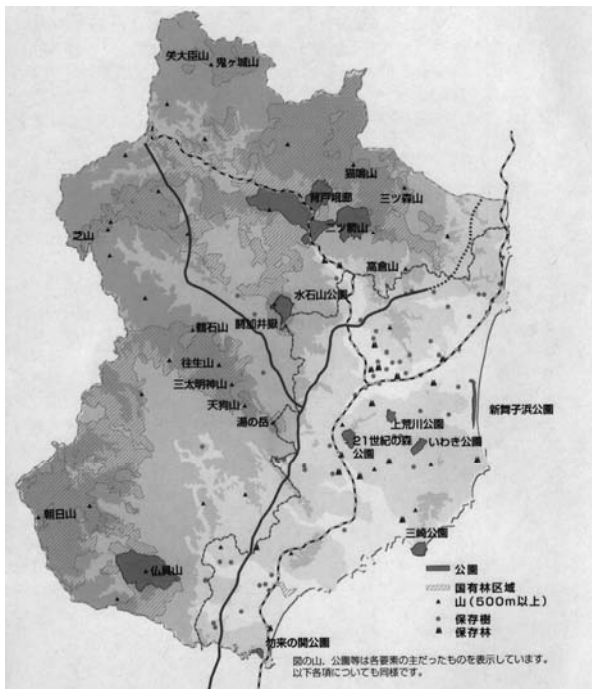 矢大臣山
鬼ヶ城山
猫鳴山
背戸峨廊
三ツ森山
二ツ箭山
芝山
高倉山
水石山公園
閼伽井嶽
鶴石山
往生山
三大明神山
天狗山
湯の岳
新舞子浜公園
上荒川公園
21世紀の森
公園
いわき公園
朝日山
三崎公園
仏具山
勿来の関公園
公園
国有林区域
山（500m以上）
保存樹
保存林
図の山、公園等は各要素の主だったものを表示しています。
以下各項についても同様です。